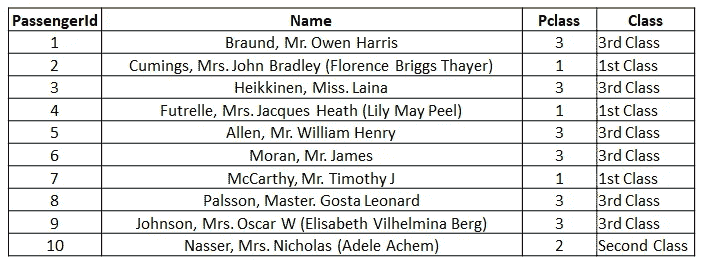 PassengerId Name Pclass Class
1 Braund, Mr. Owen Harris 3 3rd Class
2 Cumings, Mrs. John Bradley (Florence Briggs Thayer) 1 1st Class
3 Heikkinen, Miss. Laina 3 3rd Class
4 Futrelle, Mrs. Jacques Heath (Lily May Peel) 1 1st Class
5 Allen, Mr. William Henry 3 3rd Class
6 Moran, Mr. James 3 3rd Class
7 McCarthy, Mr. Timothy J 1 1st Class
8 Palsson, Master. Gosta Leonard 3 3rd Class
9 Johnson, Mrs. Oscar W (Elisabeth Vilhelmina Berg) 3 3rd Class
10 Nasser, Mrs. Nicholas (Adele Achem) 2 Second Class